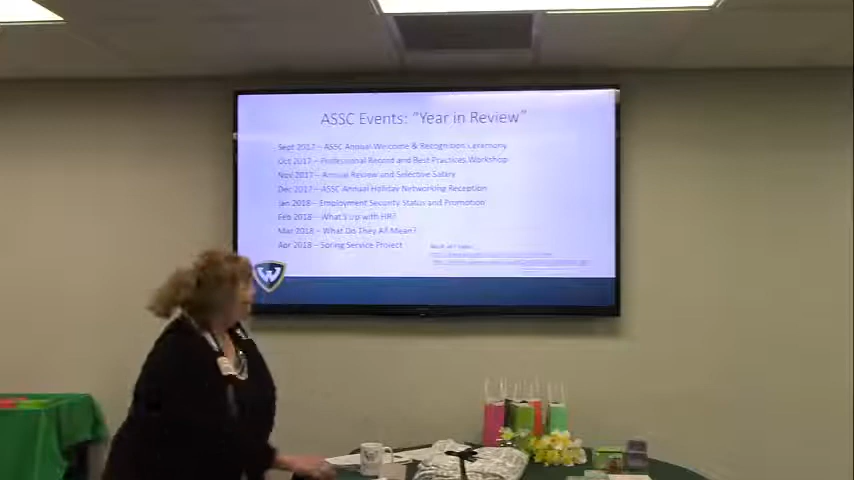 ASSC Events: "Year in Review"
Sept 2017 – ASSC Annual Welcome & Recognition Ceremony
Oct 2017 – Professional Record and Best Practices Workshop
Nov 2017 – Annual Review and Selective Salary
Dec 2017 – ASSC Annual Holiday Networking Reception
Jan 2018 – Employment Security Status and Promotion
Feb 2018 – What's Up with HR?
Mar 2018 – What Do They All Mean?
Apr 2018 – Spring Service Project
W